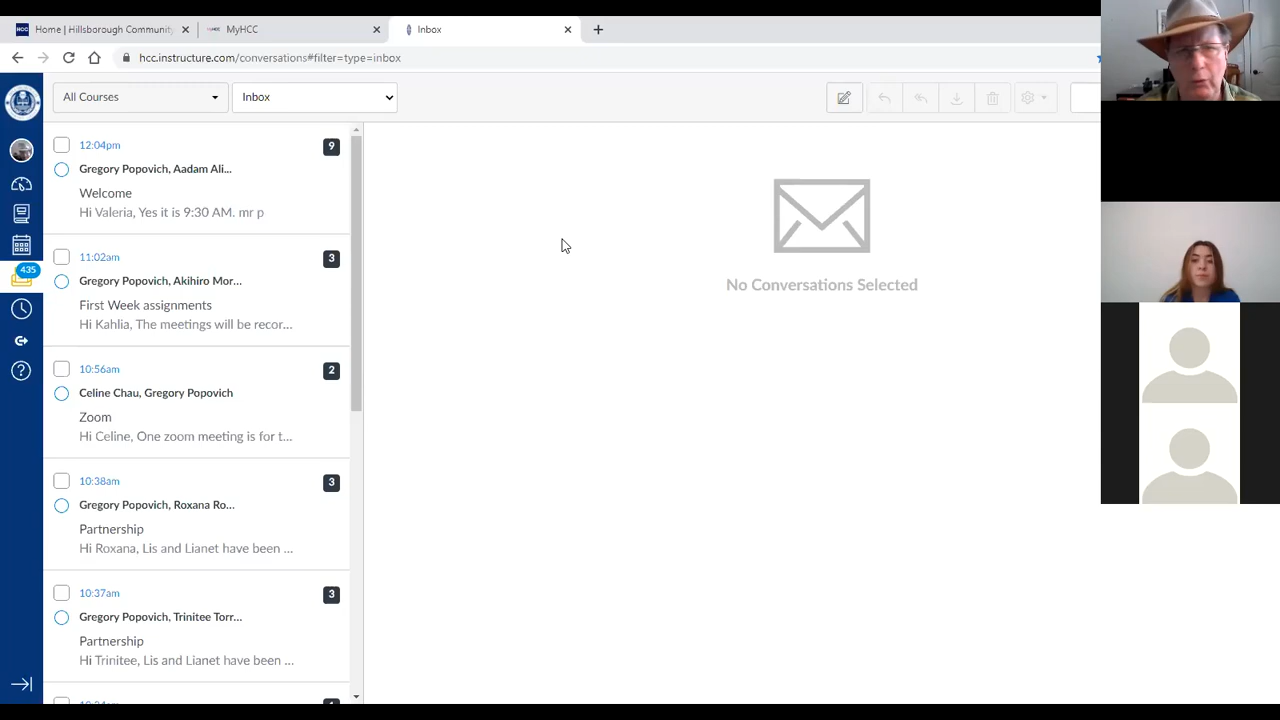 Home | Hillsborough Community
HCC
MyHCC
Inbox
hcc.instructure.com/conversations#filter=type=inbox
All Courses
Inbox
12:04pm
9
Gregory Popovich, Aadam Ali...
Welcome
Hi Valeria, Yes it is 9:30 AM. mr p
11:02am
3
Gregory Popovich, Akihiro Mor...
First Week assignments
Hi Kahlia, The meetings will be recor...
435
10:56am
2
Celine Chau, Gregory Popovich
Zoom
Hi Celine, One zoom meeting is for t...
10:38am
3
Gregory Popovich, Roxana Ro...
Partnership
Hi Roxana, Lis and Lianet have been ...
10:37am
3
Gregory Popovich, Trinitee Torr...
Partnership
Hi Trinitee, Lis and Lianet have been ...
No Conversations Selected